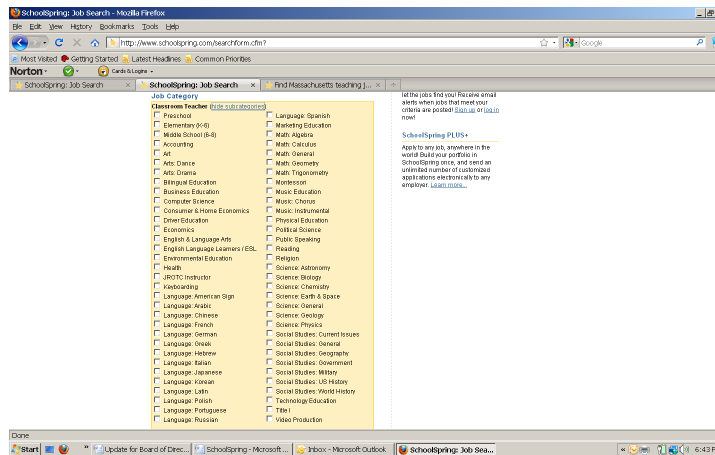 SchoolSpring: Job Search - Mozilla Firefox
File Edit View History Bookmarks Tools Help
http://www.schoolspring.com/searchform.cfm?
Google
Most Visited Getting Started Latest Headlines Common Priorities
Norton Cards & Logins
SchoolSpring: Job Search
SchoolSpring: Job Search
Find Massachusetts teaching j...
Job Category
Classroom Teacher (hide subcategories)
Preschool
Elementary (K-6)
Middle School (6-8)
Accounting
Art
Arts: Dance
Arts: Drama
Bilingual Education
Business Education
Computer Science
Consumer & Home Economics
Driver Education
Economics
English & Language Arts
English Language Learners / ESL
Environmental Education
Health
JROTC Instructor
Keyboarding
Language: American Sign
Language: Arabic
Language: Chinese
Language: French
Language: German
Language: Greek
Language: Hebrew
Language: Italian
Language: Japanese
Language: Korean
Language: Latin
Language: Polish
Language: Portuguese
Language: Russian
Language: Spanish
Marketing Education
Math: Algebra
Math: Calculus
Math: General
Math: Geometry
Math: Trigonometry
Montessori
Music Education
Music: Chorus
Music: Instrumental
Physical Education
Political Science
Public Speaking
Reading
Religion
Science: Astronomy
Science: Biology
Science: Chemistry
Science: Earth & Space
Science: General
Science: Geology
Science: Physics
Social Studies: Current Issues
Social Studies: General
Social Studies: Geography
Social Studies: Government
Social Studies: Military
Social Studies: US History
Social Studies: World History
Technology Education
Title I
Video Production
let the jobs find you! Receive email
alerts when jobs that meet your
criteria are posted! Sign up or log in
now!
SchoolSpring PLUS+
Apply to any job, anywhere in the
world! Build your portfolio in
SchoolSpring once, and send an
unlimited number of customized
applications electronically to any
employer. Learn more...
Done
Start
Update for Board of Direc...
SchoolSpring - Microsoft ...
Inbox - Microsoft Outlook
SchoolSpring: Job Sea...
6:43 P